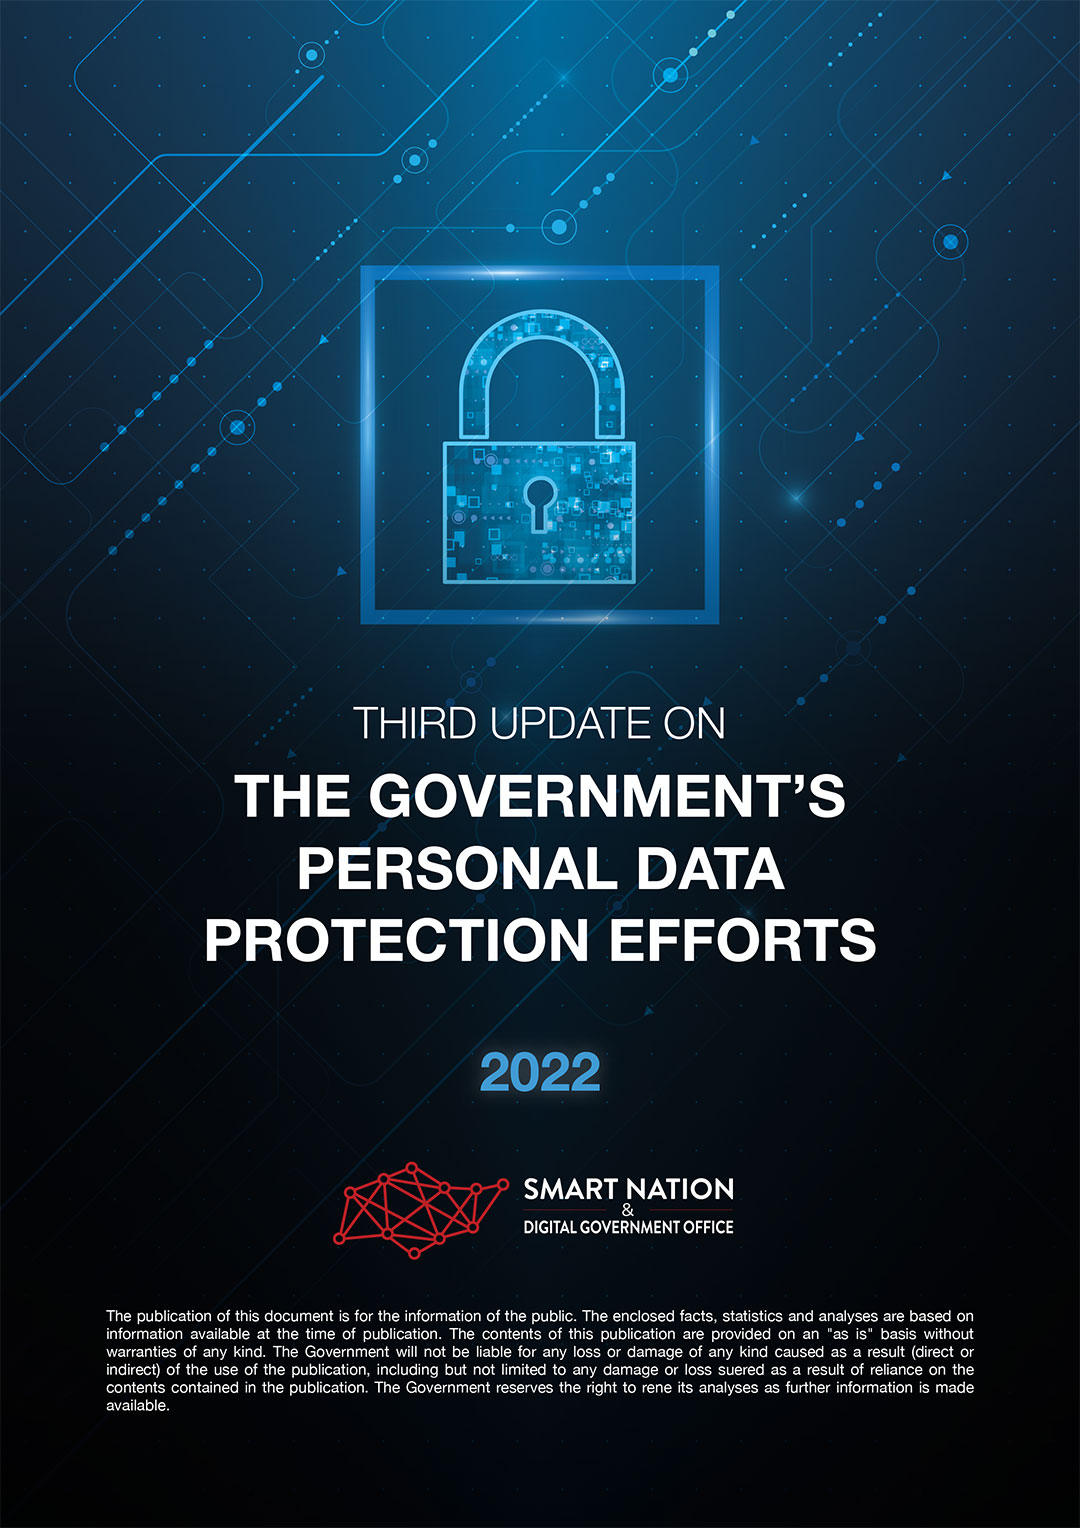 THIRD UPDATE ON
THE GOVERNMENT'S
PERSONAL DATA
PROTECTION EFFORTS
2022
SMART NATION
&
DIGITAL GOVERNMENT OFFICE
The publication of this document is for the information of the public. The enclosed facts, statistics and analyses are based on
information available at the time of publication. The contents of this publication are provided on an "as is" basis without
warranties of any kind. The Government will not be liable for any loss or damage of any kind caused as a result (direct or
indirect) of the use of the publication, including but not limited to any damage or loss suered as a result of reliance on the
contents contained in the publication. The Government reserves the right to rene its analyses as further information is made
available.